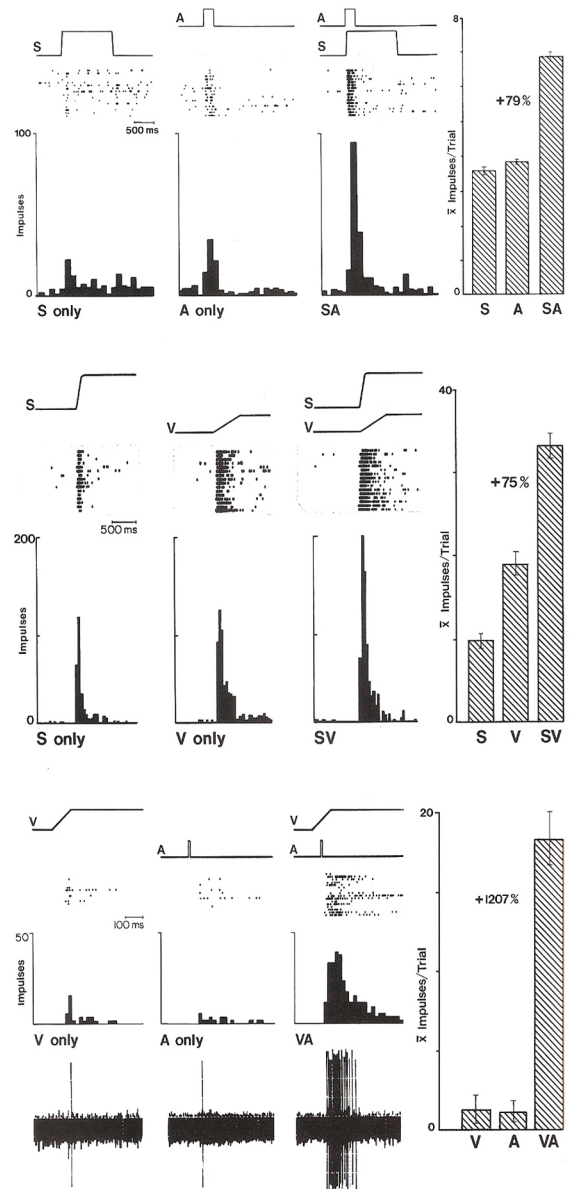 A
A
S
S
8
+79%
500 ms
100
Impulses
x̄ Impulses/Trial
0
0
S only
A only
SA
S
A
SA
S
S
V
V
40
+75%
500 ms
200
Impulses
x̄ Impulses/Trial
0
0
S only
V only
SV
S
V
SV
V
V
A
A
20
+1207%
100 ms
50
Impulses
x̄ Impulses/Trial
0
V only
A only
VA
0
V
A
VA